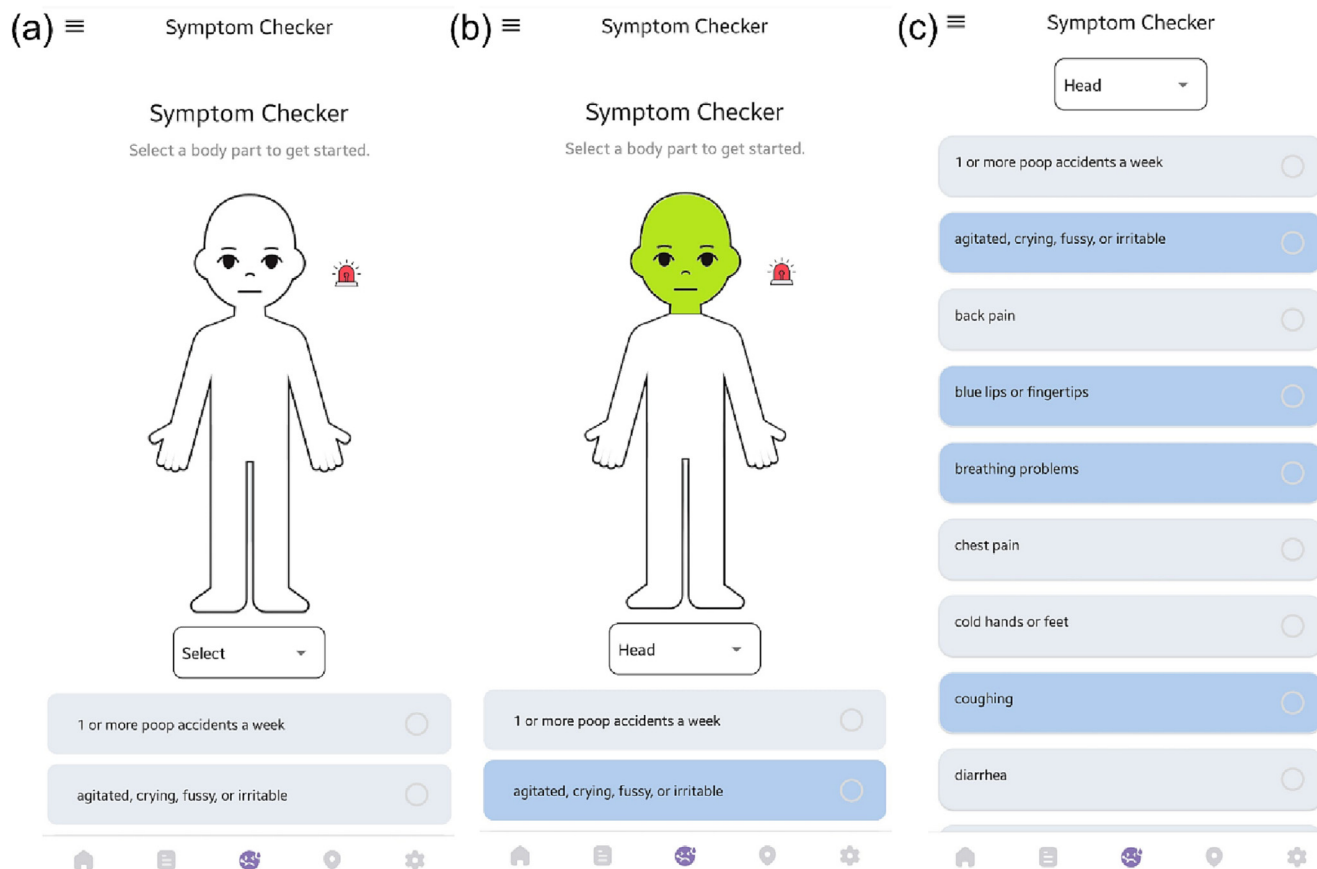 (a)
Symptom Checker
Symptom Checker
Select a body part to get started.
Select
1 or more poop accidents a week
agitated, crying, fussy, or irritable
(b)
Symptom Checker
Symptom Checker
Select a body part to get started.
Head
1 or more poop accidents a week
agitated, crying, fussy, or irritable
(c)
Symptom Checker
Head
1 or more poop accidents a week
agitated, crying, fussy, or irritable
back pain
blue lips or fingertips
breathing problems
chest pain
cold hands or feet
coughing
diarrhea